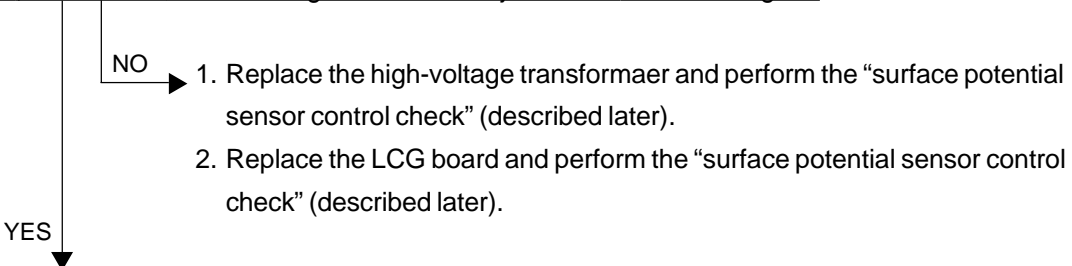 NO
1. Replace the high-voltage transformaer and perform the “surface potential
sensor control check” (described later).
2. Replace the LCG board and perform the “surface potential sensor control
check” (described later).
YES